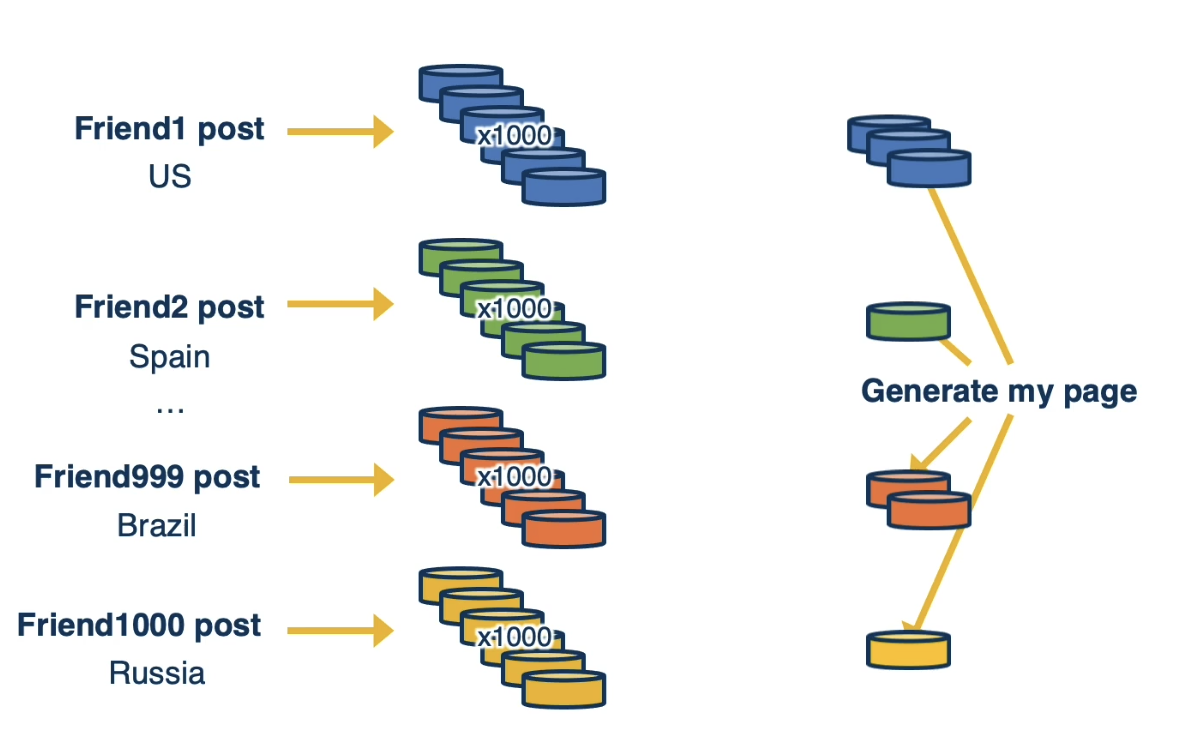 Friend1 post
US
x1000
Friend2 post
Spain
x1000
...
Friend999 post
Brazil
x1000
Friend1000 post
Russia
x1000
Generate my page